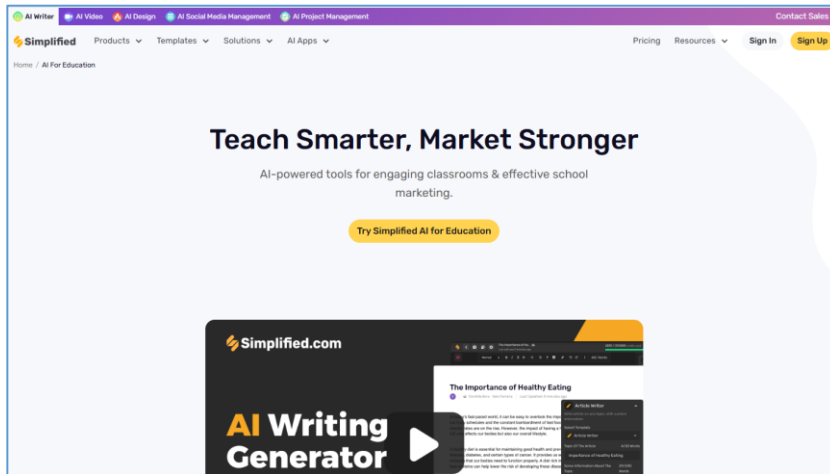 AI Writer AI Video AI Design AI Social Media Management AI Project Management Contact Sales
Simplified Products Templates Solutions AI Apps Pricing Resources Sign In Sign Up
Home / AI For Education
Teach Smarter, Market Stronger
AI-powered tools for engaging classrooms & effective school
marketing.
Try Simplified AI for Education
Simplified.com
The Importance of Healthy Eating
Article Writer
Article Writer
Importance of Healthy Eating
AI Writing
Generator